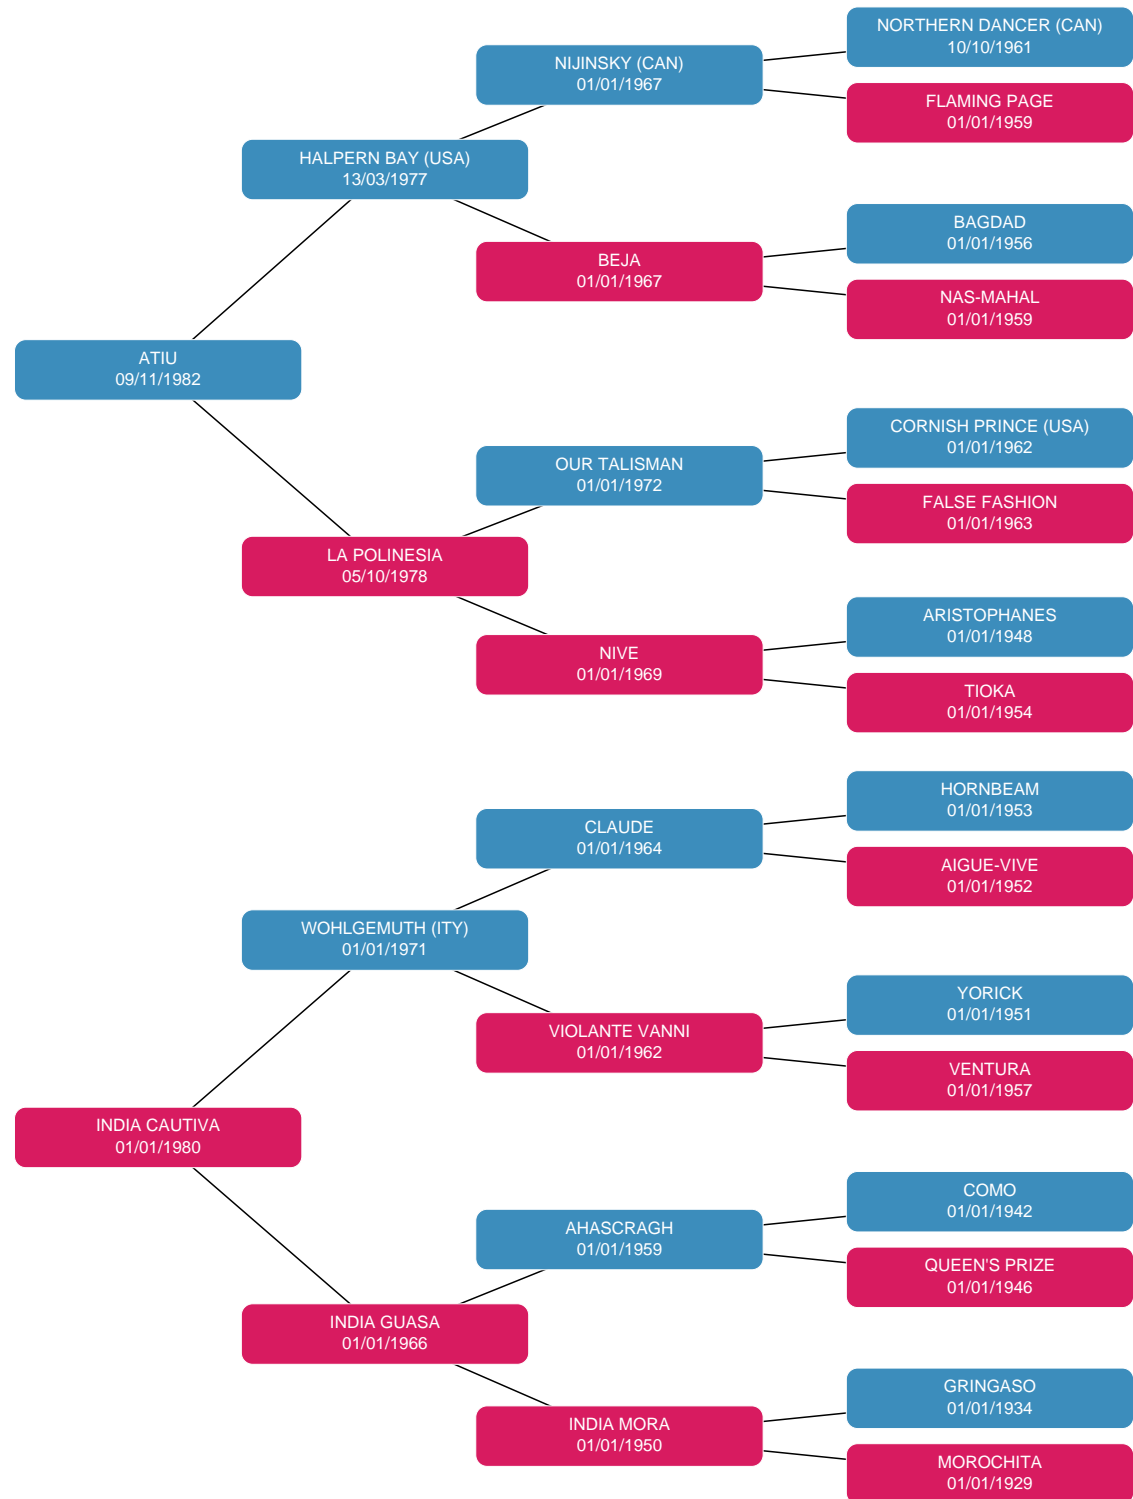 NORTHERN DANCER (CAN)
10/10/1961
NIJINSKY (CAN)
01/01/1967
FLAMING PAGE
01/01/1959
HALPERN BAY (USA)
13/03/1977
BAGDAD
01/01/1956
BEJA
01/01/1967
NAS-MAHAL
01/01/1959
ATIU
09/11/1982
CORNISH PRINCE (USA)
01/01/1962
OUR TALISMAN
01/01/1972
FALSE FASHION
01/01/1963
LA POLINESIA
05/10/1978
ARISTOPHANES
01/01/1948
NIVE
01/01/1969
TIOKA
01/01/1954
HORNBEAM
01/01/1953
CLAUDE
01/01/1964
AIGUE-VIVE
01/01/1952
WOHLGEMUTH (ITY)
01/01/1971
YORICK
01/01/1951
VIOLANTE VANNI
01/01/1962
VENTURA
01/01/1957
INDIA CAUTIVA
01/01/1980
COMO
01/01/1942
AHASCRAGH
01/01/1959
QUEEN'S PRIZE
01/01/1946
INDIA GUASA
01/01/1966
GRINGASO
01/01/1934
INDIA MORA
01/01/1950
MOROCHITA
01/01/1929